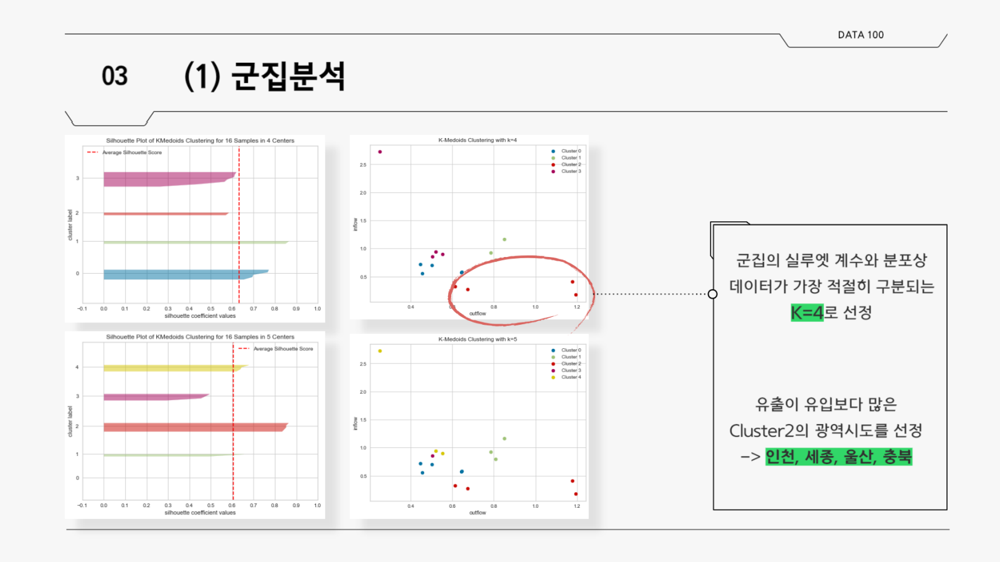 DATA 100
03
(1) 군집분석
Silhouette Plot of KMedoids Clustering for 16 Samples in 4 Centers
Average Silhouette Score
3
2
1
0
cluster label
−0.1 0.0 0.1 0.2 0.3 0.4 0.5 0.6 0.7 0.8 0.9 1.0
silhouette coefficient values
K-Medoids Clustering with k=4
Cluster 0
Cluster 1
Cluster 2
Cluster 3
2.5
2.0
1.5
1.0
0.5
inflow
0.4 0.6 0.8 1.0 1.2
outflow
Silhouette Plot of KMedoids Clustering for 16 Samples in 5 Centers
Average Silhouette Score
4
3
2
1
0
cluster label
−0.1 0.0 0.1 0.2 0.3 0.4 0.5 0.6 0.7 0.8 0.9 1.0
silhouette coefficient values
K-Medoids Clustering with k=5
Cluster 0
Cluster 1
Cluster 2
Cluster 3
Cluster 4
2.5
2.0
1.5
1.0
0.5
inflow
0.4 0.6 0.8 1.0 1.2
outflow
군집의 실루엣 계수와 분포상
데이터가 가장 적절히 구분되는
K=4로 선정
유출이 유입보다 많은
Cluster2의 광역시도를 선정
–> 인천, 세종, 울산, 충북